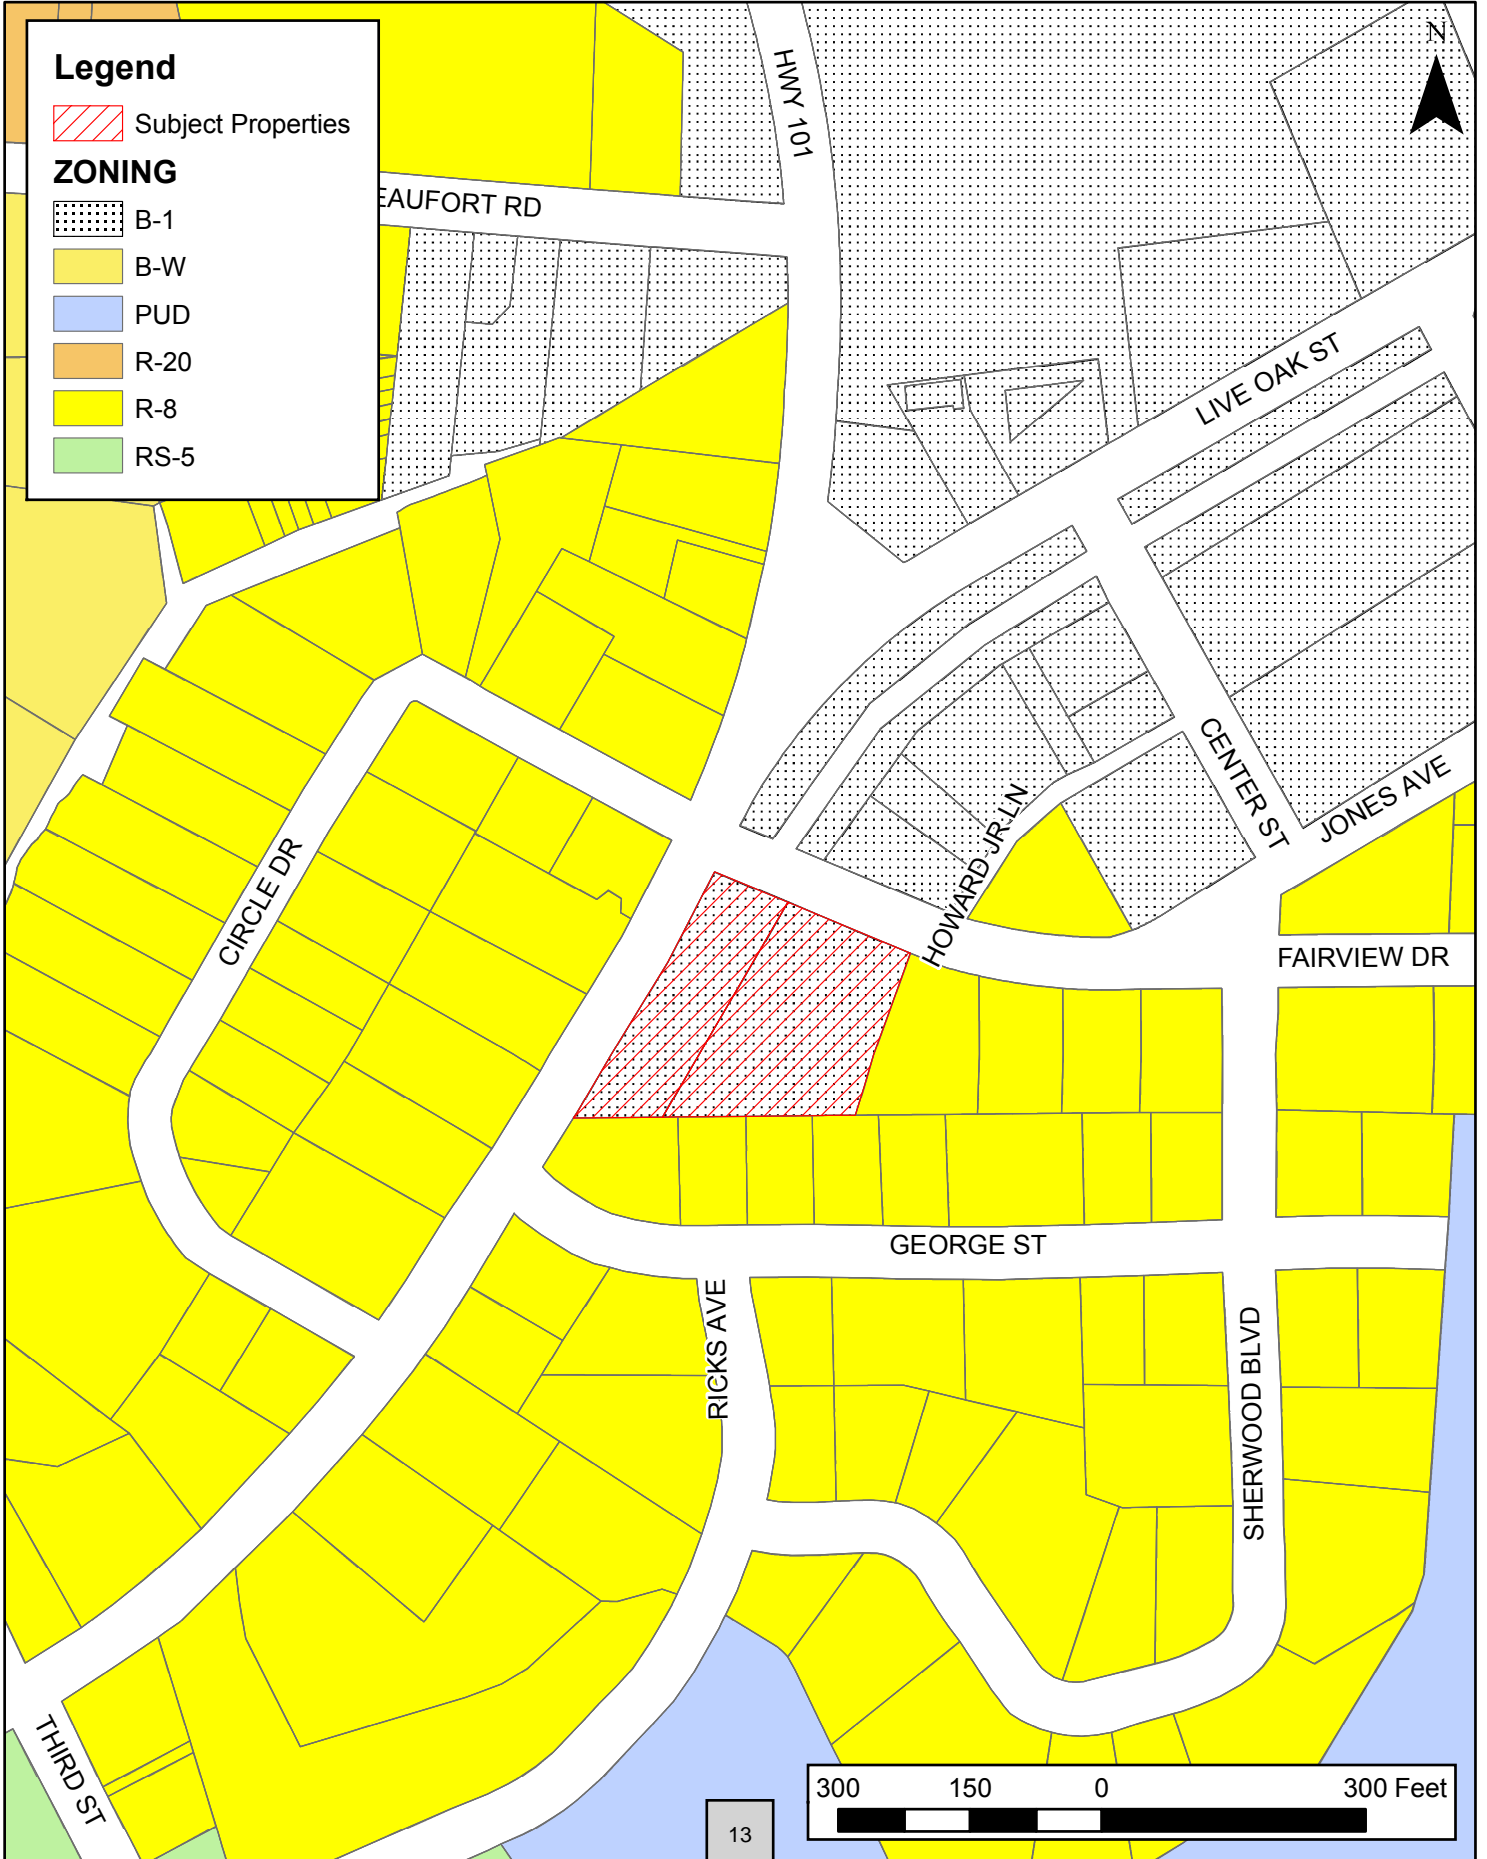 N
HWY 101
Legend
Subject Properties
ZONING
B-1
B-W
PUD
R-20
R-8
RS-5
EAUFORT RD
LIVE OAK ST
CENTER ST
JONES AVE
HOWARD JR LN
CIRCLE DR
FAIRVIEW DR
GEORGE ST
RICKS AVE
SHERWOOD BLVD
THIRD ST
300 150 0 300 Feet
13